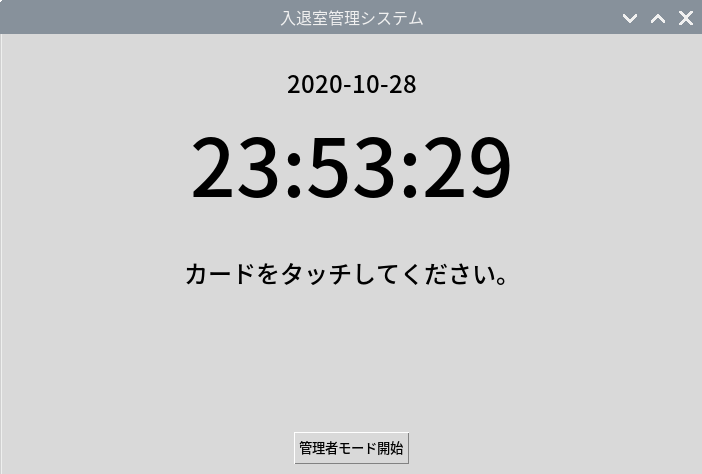 入退室管理システム
2020-10-28
23:53:29
カードをタッチしてください。
管理者モード開始